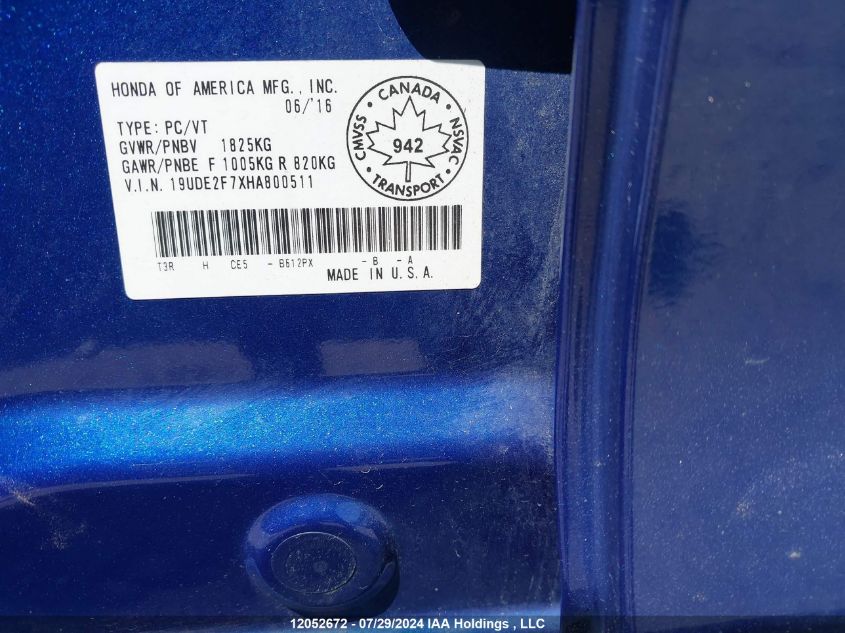 HONDA OF AMERICA MFG., INC.
06/'16
TYPE: PC/VT
GVWR/PNBV 1825KG
GAWR/PNBE F 1005KG R 820KG
V.I.N. 19UDE2F7XHA800511
CANADA
CMVSS
NSVAC
942
TRANSPORT
T3R H CE5 - B612PX - B - A
MADE IN U.S.A.
12052672 - 07/29/2024 IAA Holdings , LLC